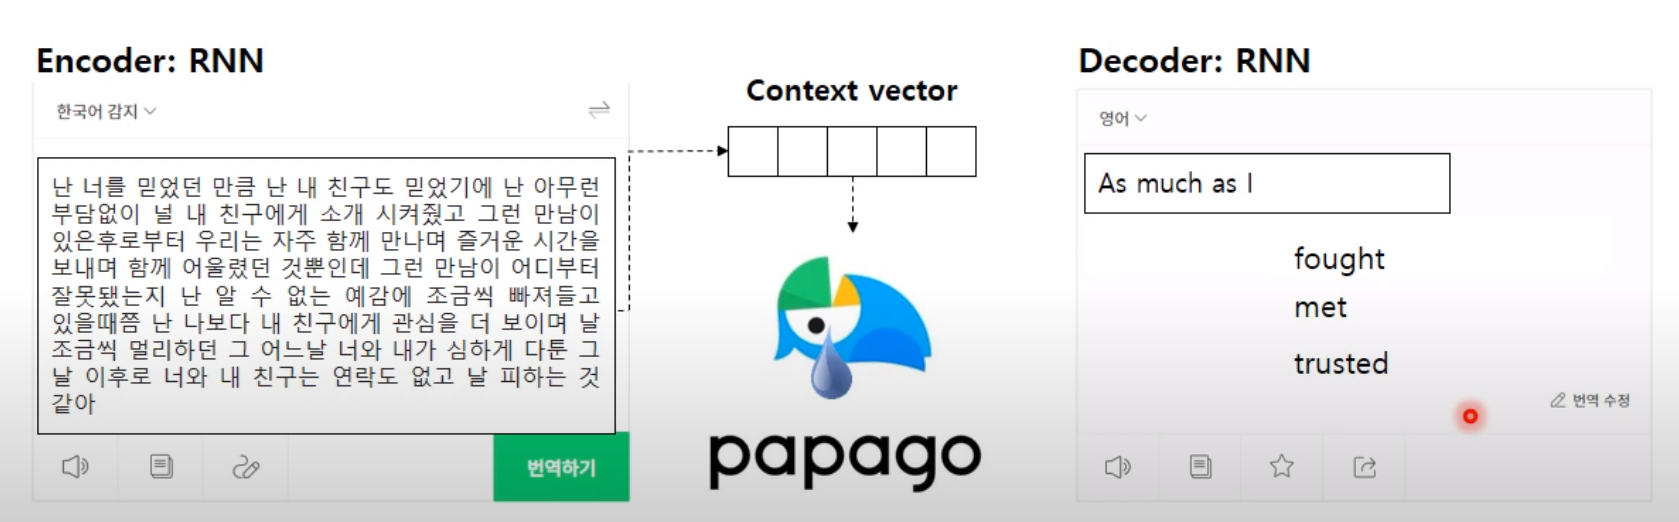 Encoder: RNN
한국어 감지
난 너를 믿었던 만큼 난 내 친구도 믿었기에 난 아무런
부담없이 널 내 친구에게 소개 시켜줬고 그런 만남이
있은후로부터 우리는 자주 함께 만나며 즐거운 시간을
보내며 함께 어울렸던 것뿐인데 그런 만남이 어디부터
잘못됐는지 난 알 수 없는 예감에 조금씩 빠져들고
있을때쯤 난 나보다 내 친구에게 관심을 더 보이며 날
조금씩 멀리하던 그 어느날 너와 내가 심하게 다툰 그
날 이후로 너와 내 친구는 연락도 없고 날 피하는 것
같아
번역하기
Context vector
papago
Decoder: RNN
영어
As much as I
fought
met
trusted
번역 수정